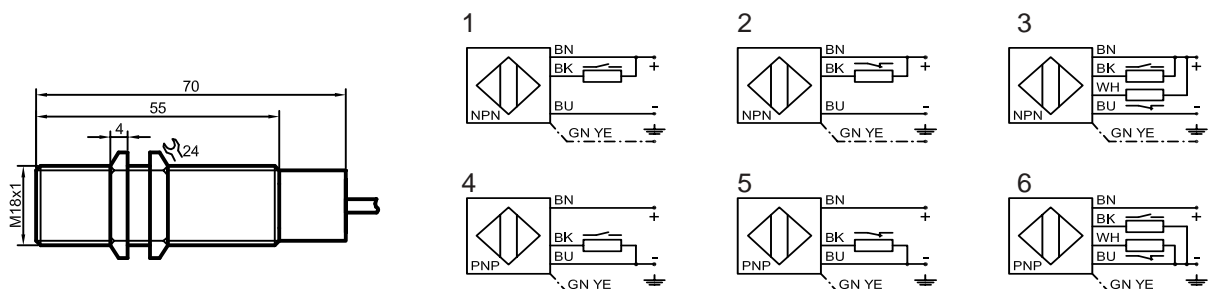 70
55
4
24
M18x1
1
BN
BK
+
BU
-
NPN
GN YE
2
BN
BK
+
BU
-
NPN
GN YE
3
BN
BK
+
WH
BU
-
NPN
GN YE
4
BN
+
BK
BU
-
PNP
GN YE
5
BN
+
BK
BU
-
PNP
GN YE
6
BN
BK
+
WH
BU
-
PNP
GN YE